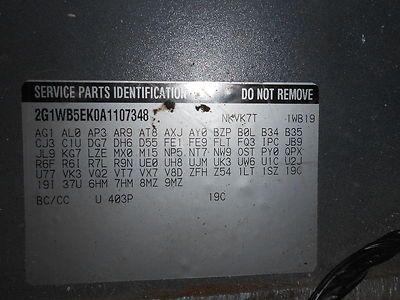 SERVICE PARTS IDENTIFICATION DO NOT REMOVE
2G1WB5EK0A1107348 NKVK7T 1WB19
AG1 AL0 AP3 AR9 AT8 AXJ AY0 BZP B0L B34 B35
CJ3 C1U DG7 DH6 D55 FE1 FE9 FLT FQ3 IPC JB9
JL9 KG7 LZE MX0 M15 NP5 NT7 NW9 OST PY0 QPX
R6F R6I R7L R9N UE0 UH8 UJM UK3 UW6 U1C U2J
U77 VK3 VQ2 VT7 VX7 V8D ZFH Z54 1LT 1SZ 19C
19I 37U 6HM 7HM 8MZ 9MZ
BC/CC U 403P 19C